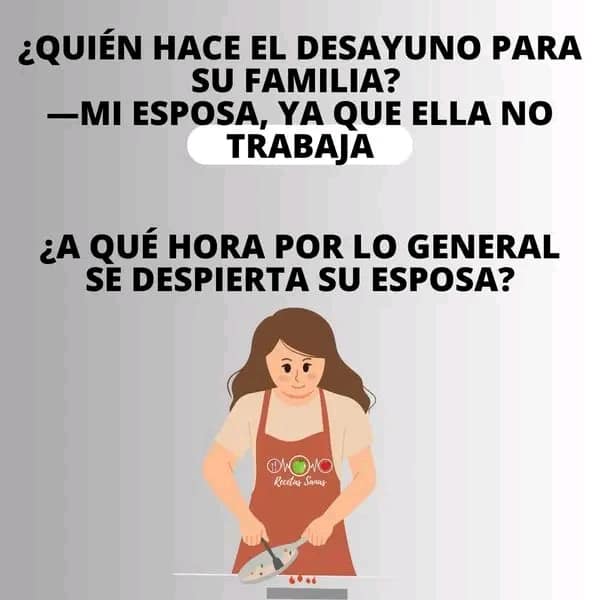 ¿QUIÉN HACE EL DESAYUNO PARA
SU FAMILIA?
—MI ESPOSA, YA QUE ELLA NO
TRABAJA
¿A QUÉ HORA POR LO GENERAL
SE DESPIERTA SU ESPOSA?
Recetas Sanas